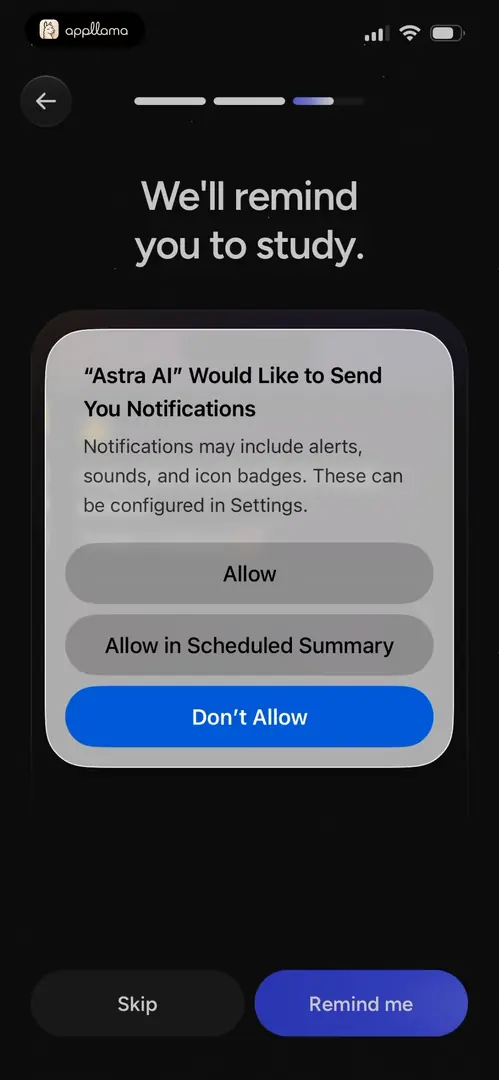 appllama
We'll remind
you to study.
“Astra AI” Would Like to Send
You Notifications
Notifications may include alerts,
sounds, and icon badges. These can
be configured in Settings.
Allow
Allow in Scheduled Summary
Don’t Allow
Skip
Remind me